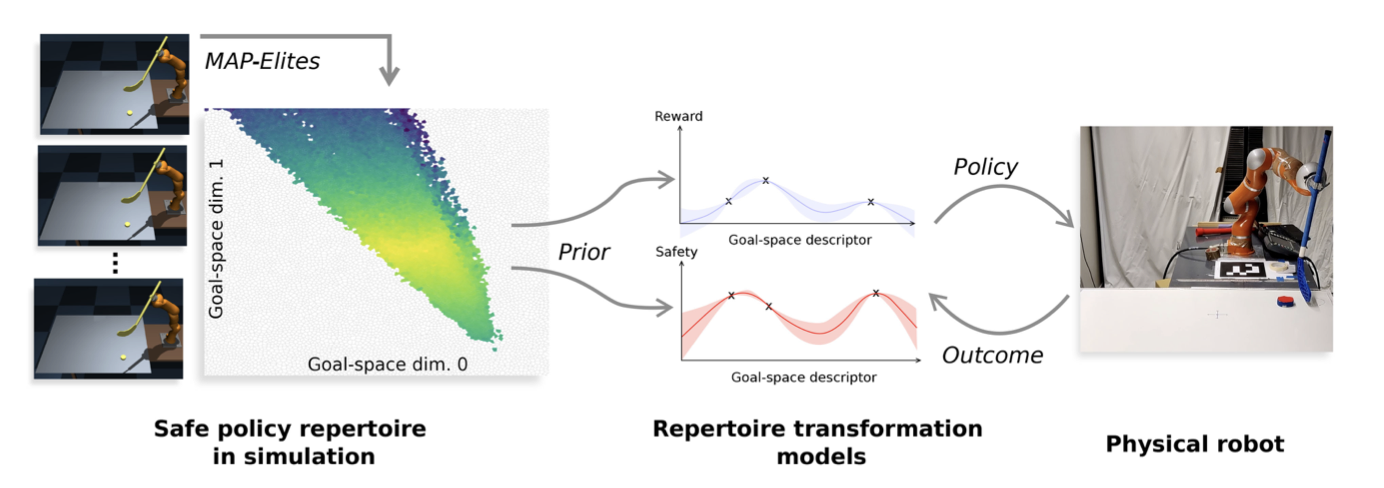 MAP-Elites
Goal-space dim. 1
Goal-space dim. 0
Safe policy repertoire
in simulation
Prior
Reward
Goal-space descriptor
Safety
Goal-space descriptor
Repertoire transformation
models
Policy
Outcome
Physical robot